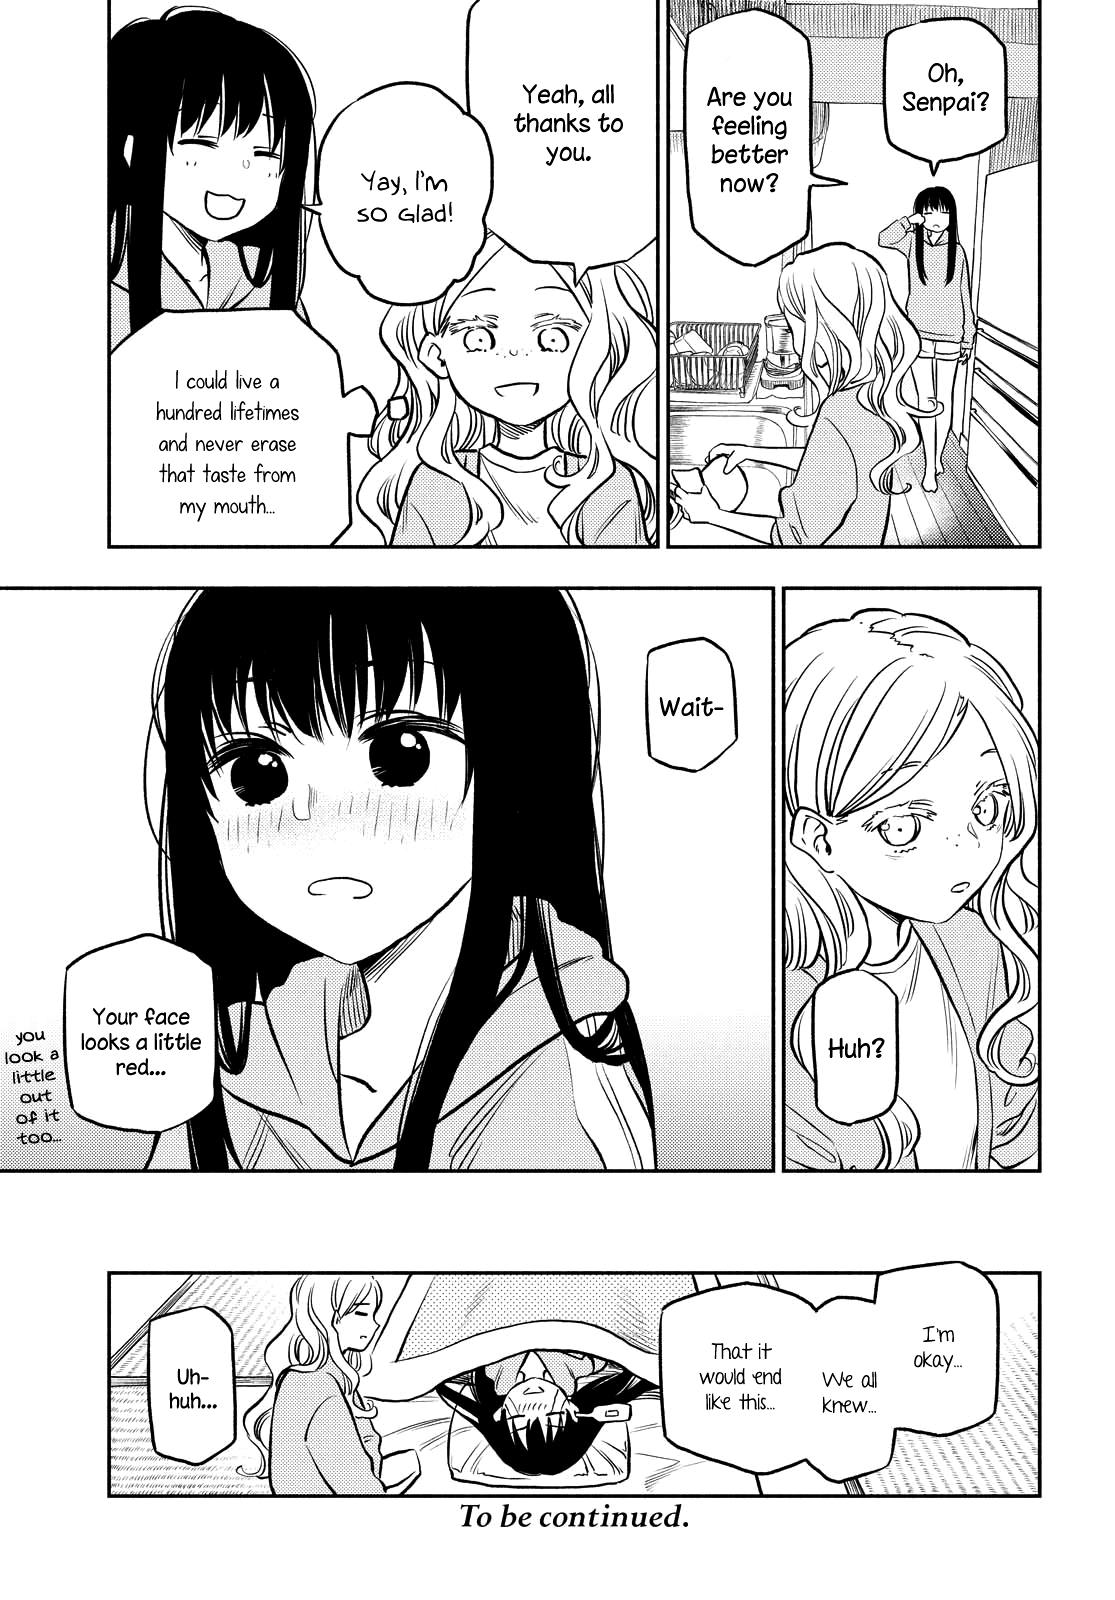 Oh,
Senpai?
Are you
feeling
better
now?
Yeah, all
thanks to
you.
Yay, I'm
so Glad!
I could live a
hundred lifetimes
and never erase
that taste from
my mouth...
Huh?
Wait-
Your face
looks a little
red...
you
look a
little
out
of it
too...
I'm
okay...
We all
knew...
That it
would end
like this...
Uh-
huh...
To be continued.